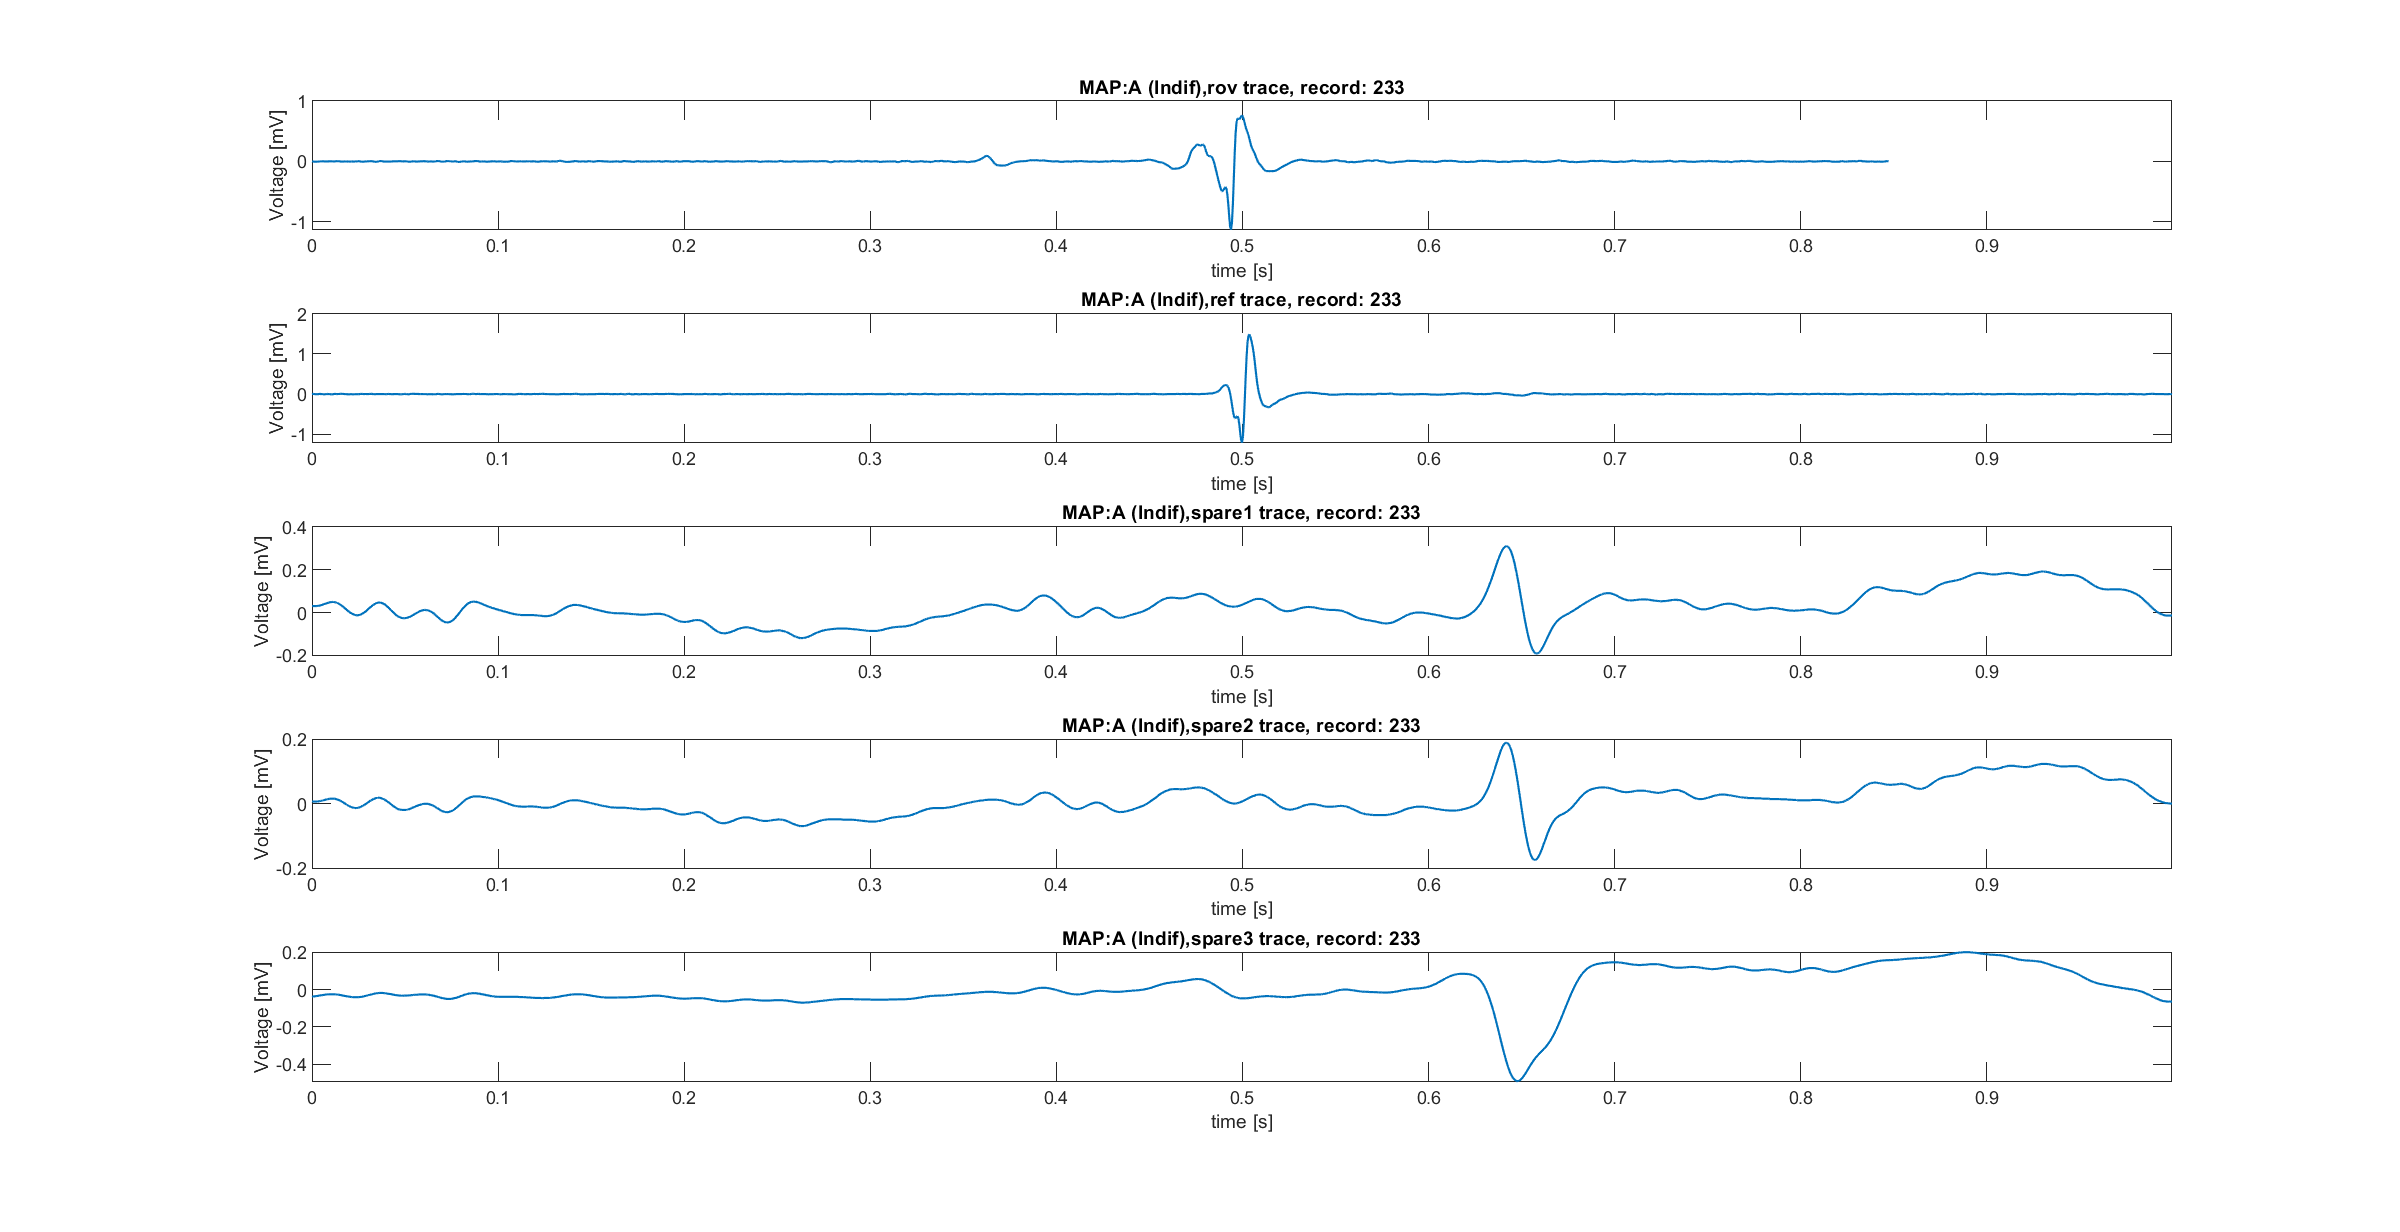 MAP:A (Indif),rov trace, record: 233
Voltage [mV]
1
0
-1
0 0.1 0.2 0.3 0.4 0.5 0.6 0.7 0.8 0.9
time [s]
MAP:A (Indif),ref trace, record: 233
Voltage [mV]
2
1
0
-1
0 0.1 0.2 0.3 0.4 0.5 0.6 0.7 0.8 0.9
time [s]
MAP:A (Indif),spare1 trace, record: 233
Voltage [mV]
0.4
0.2
0
-0.2
0 0.1 0.2 0.3 0.4 0.5 0.6 0.7 0.8 0.9
time [s]
MAP:A (Indif),spare2 trace, record: 233
Voltage [mV]
0.2
0
-0.2
0 0.1 0.2 0.3 0.4 0.5 0.6 0.7 0.8 0.9
time [s]
MAP:A (Indif),spare3 trace, record: 233
Voltage [mV]
0.2
0
-0.2
-0.4
0 0.1 0.2 0.3 0.4 0.5 0.6 0.7 0.8 0.9
time [s]